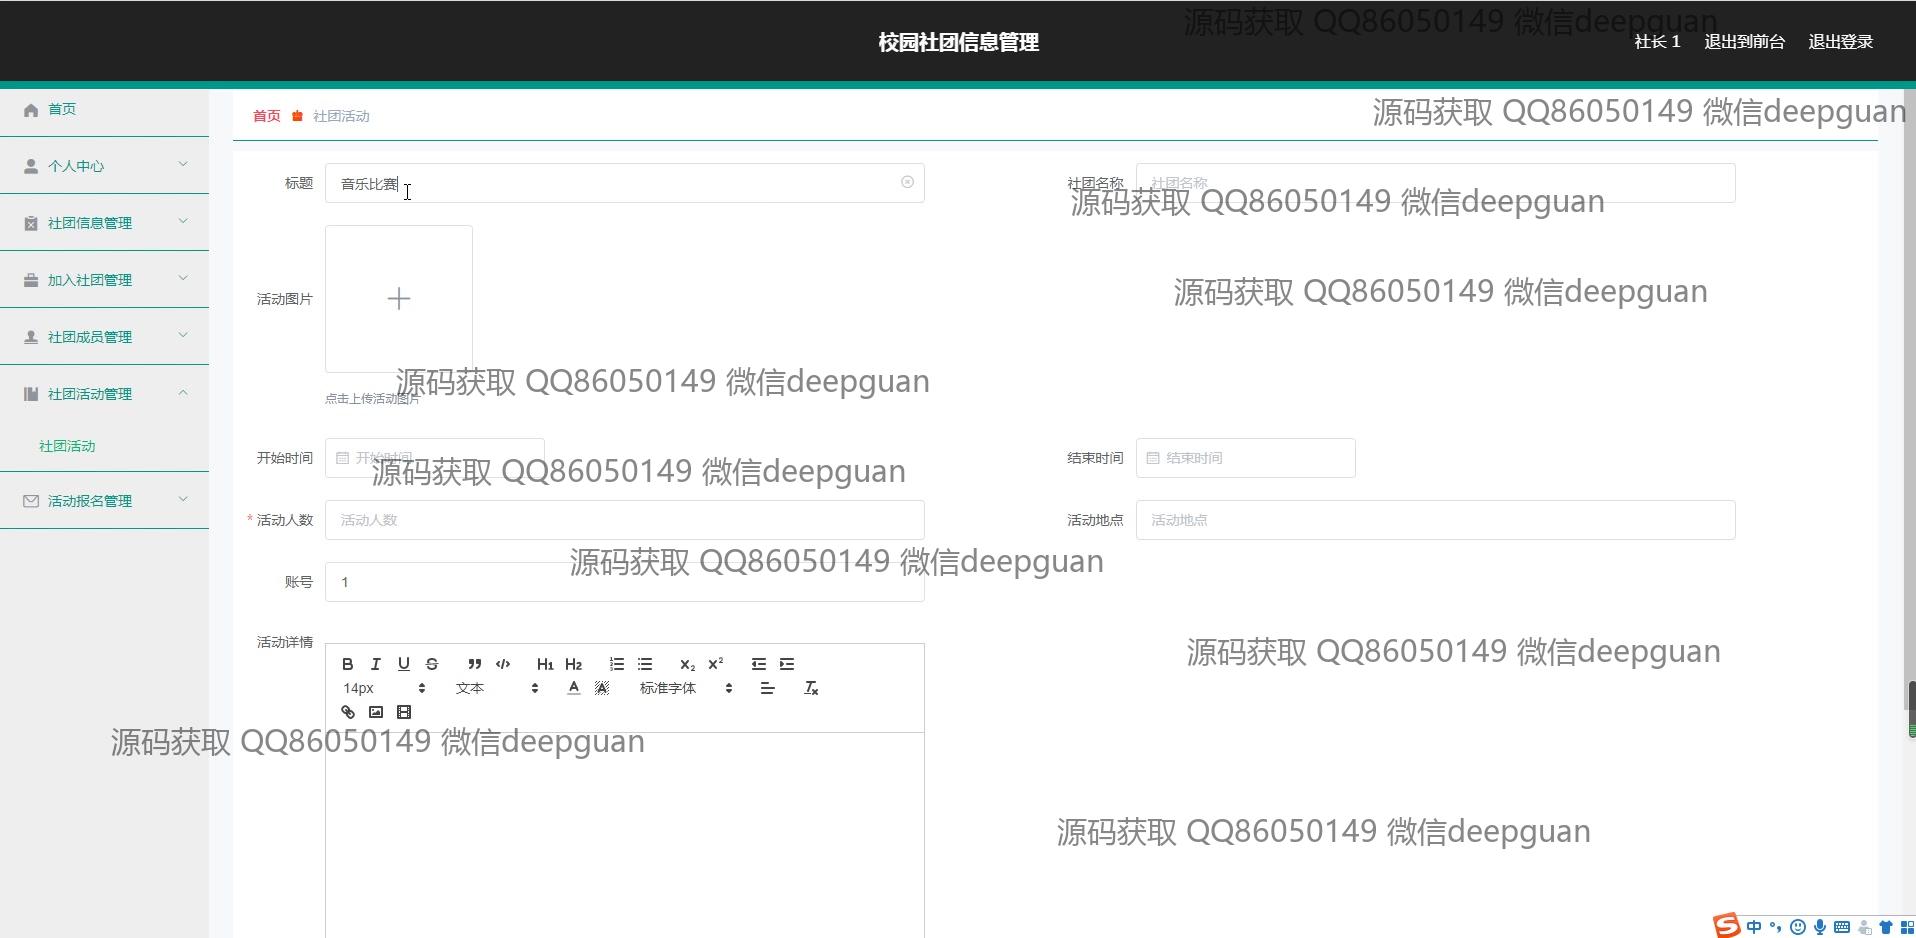 源码获取 QQ86050149 微信deepguan
校园社团信息管理
社长 1 退出到前台 退出登录
首页
首页 社团活动
源码获取 QQ86050149 微信deepguan
个人中心
标题 音乐比赛
社团名称 社团名称
源码获取 QQ86050149 微信deepguan
社团信息管理
加入社团管理
活动图片
源码获取 QQ86050149 微信deepguan
社团成员管理
源码获取 QQ86050149 微信deepguan
点击上传活动图片
社团活动管理
社团活动
开始时间 开始时间
结束时间 结束时间
源码获取 QQ86050149 微信deepguan
活动报名管理
* 活动人数 活动人数
活动地点 活动地点
源码获取 QQ86050149 微信deepguan
账号 1
活动详情
源码获取 QQ86050149 微信deepguan
B I U S H1 H2 X2 X2
14px 文本 A A 标准字体 Tx
源码获取 QQ86050149 微信deepguan
源码获取 QQ86050149 微信deepguan
S 中